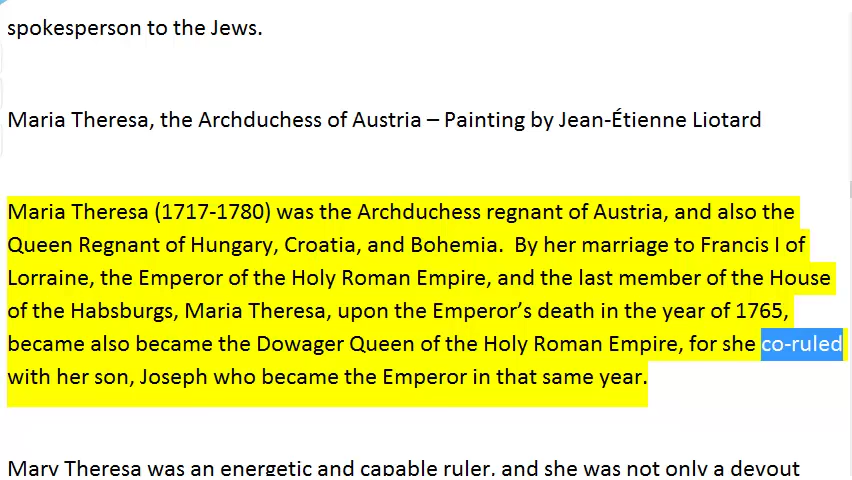 spokesperson to the Jews.
Maria Theresa, the Archduchess of Austria – Painting by Jean-Étienne Liotard
Maria Theresa (1717-1780) was the Archduchess regnant of Austria, and also the
Queen Regnant of Hungary, Croatia, and Bohemia.  By her marriage to Francis I of
Lorraine, the Emperor of the Holy Roman Empire, and the last member of the House
of the Habsburgs, Maria Theresa, upon the Emperor’s death in the year of 1765,
became also became the Dowager Queen of the Holy Roman Empire, for she co-ruled
with her son, Joseph who became the Emperor in that same year.
Mary Theresa was an energetic and capable ruler, and she was not only a devout